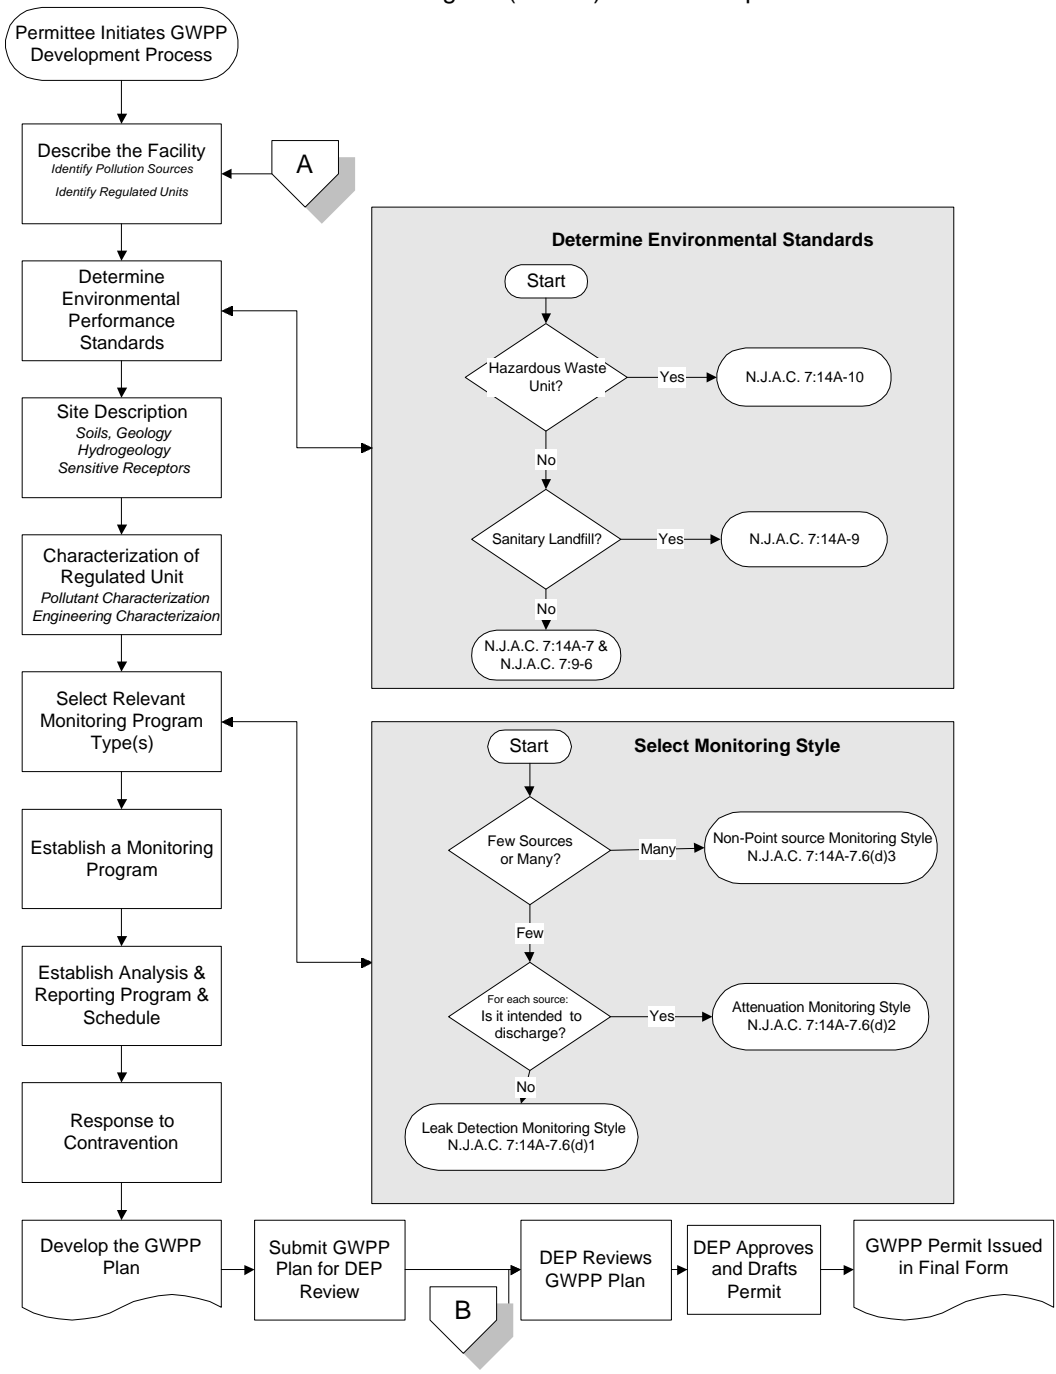 Permittee Initiates GWPP
Development Process
Describe the Facility
Identify Pollution Sources
Identify Regulated Units
A
Determine
Environmental
Performance
Standards
Site Description
Soils, Geology
Hydrogeology
Sensitive Receptors
Characterization of
Regulated Unit
Pollutant Characterization
Engineering Characterizaion
Select Relevant
Monitoring Program
Type(s)
Establish a Monitoring
Program
Establish Analysis &
Reporting Program &
Schedule
Response to
Contravention
Determine Environmental Standards
Start
Hazardous Waste
Unit?
Yes
N.J.A.C. 7:14A-10
No
Sanitary Landfill?
Yes
N.J.A.C. 7:14A-9
No
N.J.A.C. 7:14A-7 &
N.J.A.C. 7:9-6
Select Monitoring Style
Start
Few Sources
or Many?
Many
Non-Point source Monitoring Style
N.J.A.C. 7:14A-7.6(d)3
Few
For each source:
Is it intended to
discharge?
Yes
Attenuation Monitoring Style
N.J.A.C. 7:14A-7.6(d)2
No
Leak Detection Monitoring Style
N.J.A.C. 7:14A-7.6(d)1
Develop the GWPP
Plan
Submit GWPP
Plan for DEP
Review
B
DEP Reviews
GWPP Plan
DEP Approves
and Drafts
Permit
GWPP Permit Issued
in Final Form